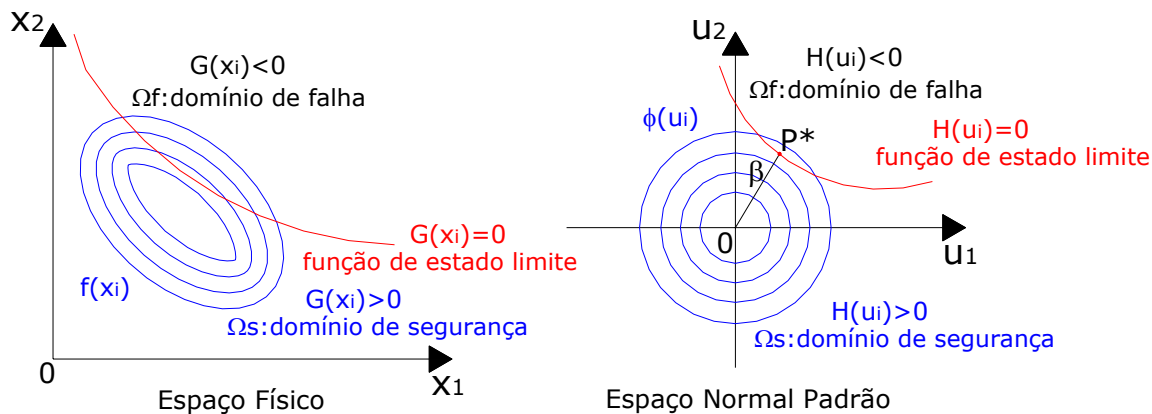 x2
G(xi)<0
Ωf:domínio de falha
G(xi)=0
função de estado limite
f(xi)
G(xi)>0
Ωs:domínio de segurança
0
x1
Espaço Físico
u2
H(ui)<0
Ωf:domínio de falha
ϕ(ui)
P*
H(ui)=0
função de estado limite
β
0
u1
H(ui)>0
Ωs:domínio de segurança
Espaço Normal Padrão